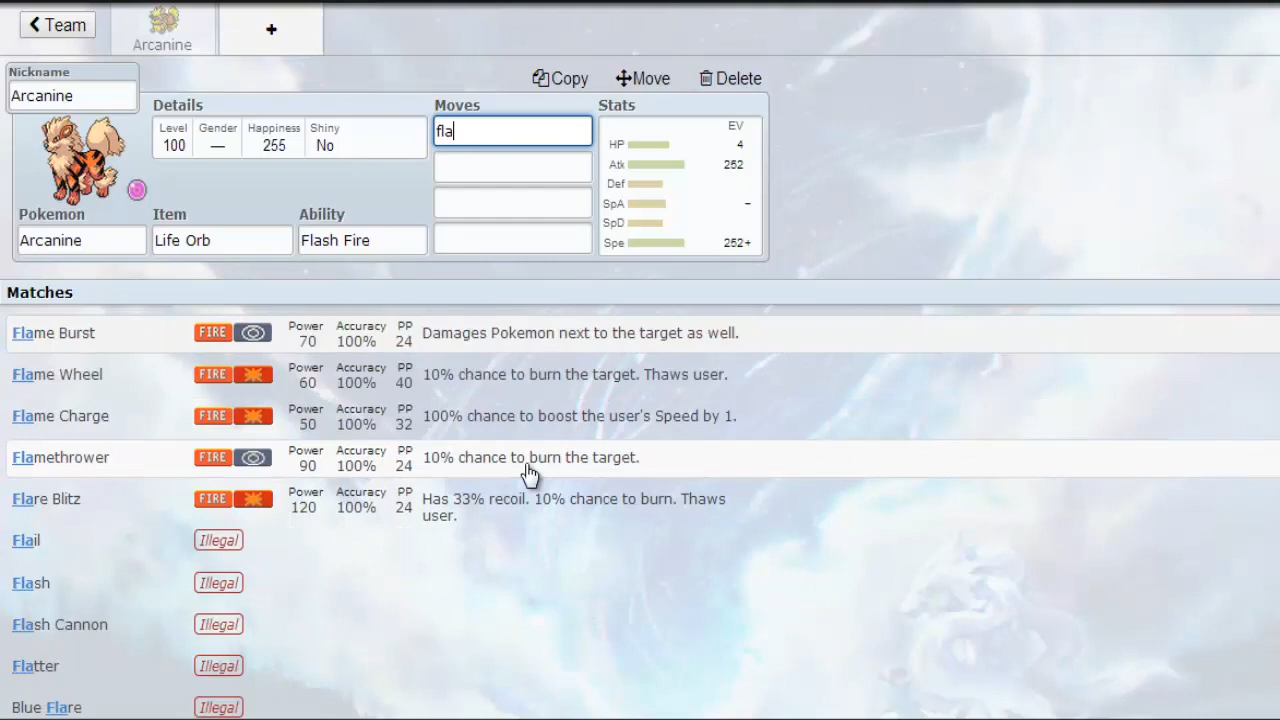 Team
Arcanine
+
Nickname
Arcanine
Copy Move Delete
Details
Level Gender Happiness Shiny
100 — 255 No
Moves
fla
Stats
EV
HP 4
Atk 252
Def
SpA –
SpD
Spe 252+
Pokemon Item Ability
Arcanine Life Orb Flash Fire
Matches
Flame Burst FIRE Power 70 Accuracy 100% PP 24 Damages Pokemon next to the target as well.
Flame Wheel FIRE Power 60 Accuracy 100% PP 40 10% chance to burn the target. Thaws user.
Flame Charge FIRE Power 50 Accuracy 100% PP 32 100% chance to boost the user's Speed by 1.
Flamethrower FIRE Power 90 Accuracy 100% PP 24 10% chance to burn the target.
Flare Blitz FIRE Power 120 Accuracy 100% PP 24 Has 33% recoil. 10% chance to burn. Thaws
user.
Flail Illegal
Flash Illegal
Flash Cannon Illegal
Flatter Illegal
Blue Flare Illegal